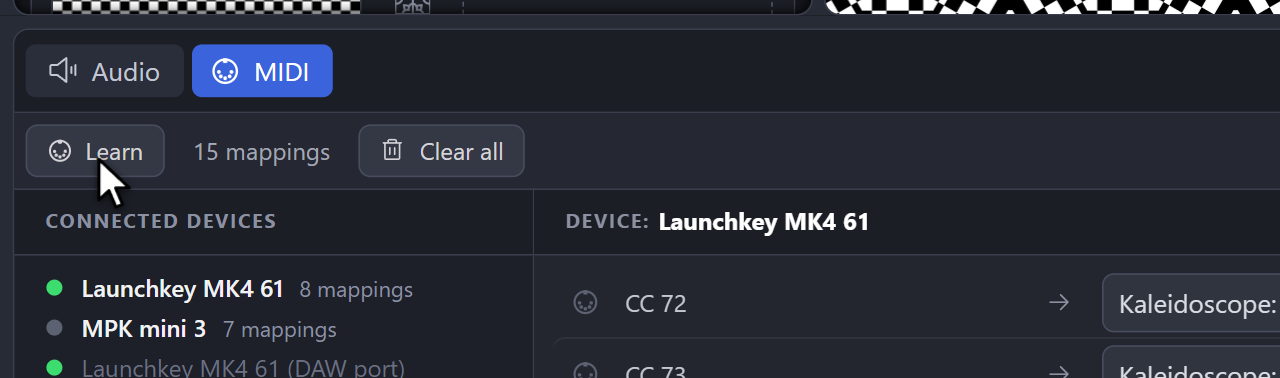 Audio
MIDI
Learn
15 mappings
Clear all
CONNECTED DEVICES
DEVICE: Launchkey MK4 61
Launchkey MK4 61 8 mappings
MPK mini 3 7 mappings
Launchkey MK4 61 (DAW port)
CC 72 → Kaleidoscope:
CC 73 →